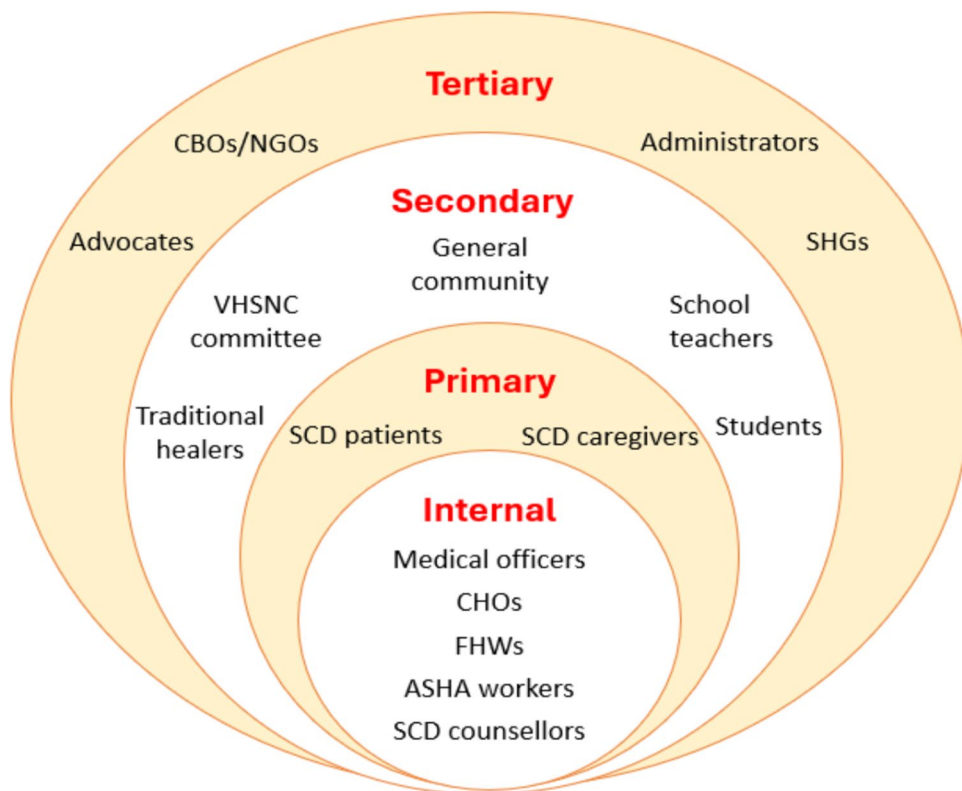 Tertiary
CBOs/NGOs
Administrators
Advocates
SHGs
Secondary
General
community
VHSNC
committee
School
teachers
Traditional
healers
Students
Primary
SCD patients
SCD caregivers
Internal
Medical officers
CHOs
FHWs
ASHA workers
SCD counsellors